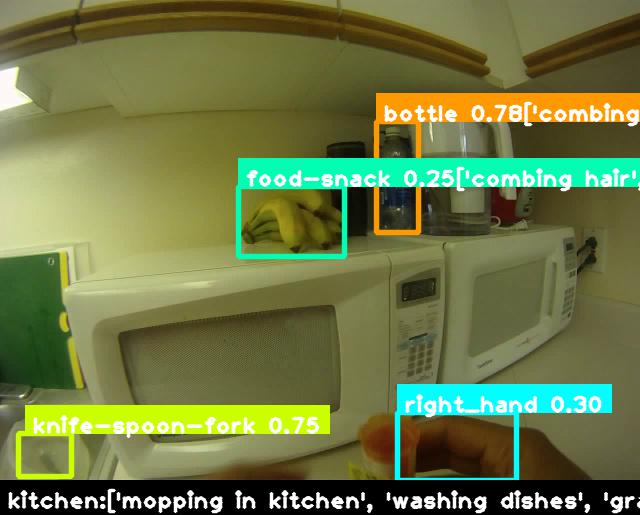 bottle 0.78['combing
food-snack 0.25['combing hair',
right_hand 0.30
knife-spoon-fork 0.75
kitchen:['mopping in kitchen', 'washing dishes', 'gra